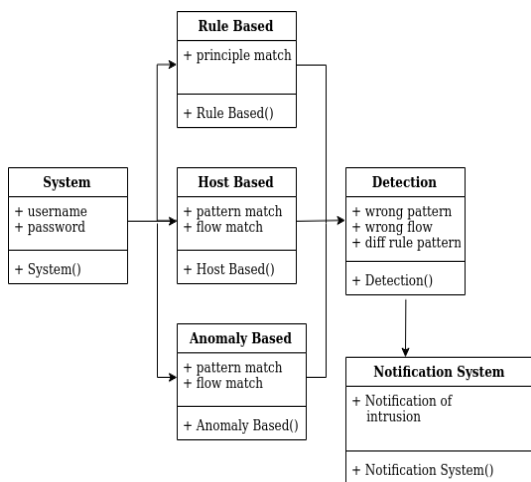 Rule Based
+ principle match
+ Rule Based()
System
+ username
+ password
+ System()
Host Based
+ pattern match
+ flow match
+ Host Based()
Detection
+ wrong pattern
+ wrong flow
+ diff rule pattern
+ Detection()
Anomaly Based
+ pattern match
+ flow match
+ Anomaly Based()
Notification System
+ Notification of
intrusion
+ Notification System()